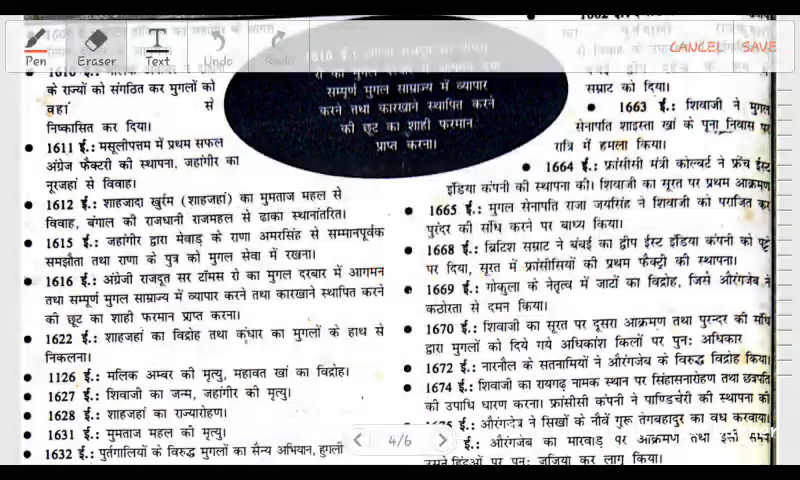 Pen
Eraser
Text
Undo
Redo
CANCEL
SAVE
के राज्यों को संगठित कर मुगलों को
वहां से
निष्कासित कर दिया।
1611 ई.: मसूलीपत्तम में प्रथम सफल
अंग्रेज फैक्टरी की स्थापना, जहांगीर का
नूरजहां से विवाह।
1612 ई.: शाहजादा खुर्रम (शाहजहां) का मुमताज महल से
विवाह, बंगाल की राजधानी राजमहल से ढाका स्थानांतरित।
1615 ई.: जहांगीर द्वारा मेवाड़ के राणा अमरसिंह से सम्मानपूर्वक
समझौता तथा राणा के पुत्र को मुगल सेवा में रखना।
1616 ई.: अंग्रेजी राजदूत सर टॉमस रो का मुगल दरबार में आगमन
तथा सम्पूर्ण मुगल साम्राज्य में व्यापार करने तथा कारखाने स्थापित करने
की छूट का शाही फरमान प्राप्त करना।
1622 ई.: शाहजहां का विद्रोह तथा कंधार का मुगलों के हाथ से
निकलना।
1126 ई.: मलिक अम्बर की मृत्यु, महावत खां का विद्रोह।
1627 ई.: शिवाजी का जन्म, जहांगीर की मृत्यु।
1628 ई.: शाहजहां का राज्यारोहण।
1631 ई.: मुमताज महल की मृत्यु।
1632 ई.: पुर्तगालियों के विरुद्ध मुगलों का सैन्य अभियान, हुगली
सम्पूर्ण मुगल साम्राज्य में व्यापार
करने तथा कारखाने स्थापित करने
की छूट का शाही फरमान
प्राप्त करना।
सम्राट को दिया।
1663 ई.: शिवाजी ने मुगल
सेनापति शाइस्ता खां के पूना निवास पर
रात्रि में हमला किया।
1664 ई.: फ्रांसीसी मंत्री कोल्बर्ट ने फ्रेंच ईस्ट
इंडिया कंपनी की स्थापना की। शिवाजी का सूरत पर प्रथम आक्रमण
1665 ई.: मुगल सेनापति राजा जयसिंह ने शिवाजी को पराजित कर
पुरंदर की संधि करने पर बाध्य किया।
1668 ई.: ब्रिटिश सम्राट ने बंबई का द्वीप ईस्ट इंडिया कंपनी को पट्टे
पर दिया, सूरत में फ्रांसीसियों की प्रथम फैक्ट्री की स्थापना।
1669 ई.: गोकुला के नेतृत्व में जाटों का विद्रोह, जिसे औरंगजेब ने
कठोरता से दमन किया।
1670 ई.: शिवाजी का सूरत पर दूसरा आक्रमण तथा पुरन्दर की संधि
द्वारा मुगलों को दिये गये अधिकांश किलों पर पुनः अधिकार
1672 ई.: नारनौल के सतनामियों ने औरंगजेब के विरुद्ध विद्रोह किया।
1674 ई.: शिवाजी का रायगढ़ नामक स्थान पर सिंहासनारोहण तथा छत्रपति
की उपाधि धारण करना। फ्रांसीसी कंपनी ने पाण्डिचेरी की स्थापना की
ई.: औरंगजेब ने सिखों के नौवें गुरू तेगबहादुर का वध करवाया।
ई.: औरंगजेब का मारवाड़ पर आक्रमण तथा इसी समय
उसने हिंदुओं पर पुनः जजिया कर लागू किया।
4/6